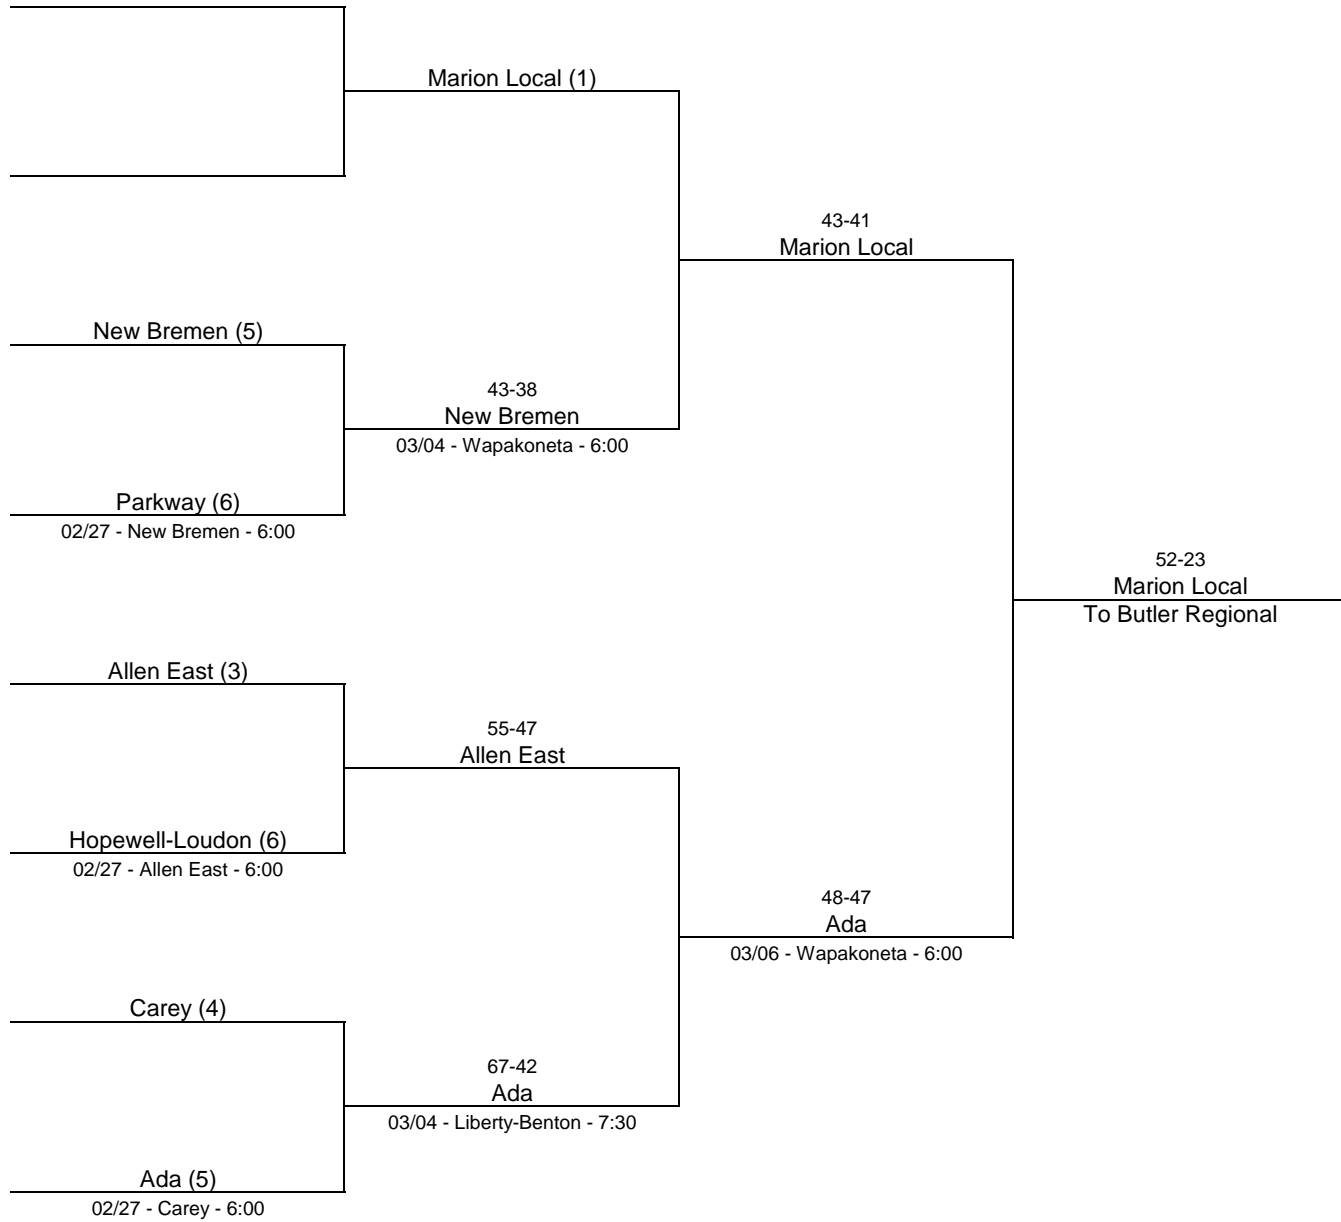 Marion Local (1)
43-41
Marion Local
New Bremen (5)
43-38
New Bremen
03/04 - Wapakoneta - 6:00
Parkway (6)
02/27 - New Bremen - 6:00
52-23
Marion Local
To Butler Regional
Allen East (3)
55-47
Allen East
Hopewell-Loudon (6)
02/27 - Allen East - 6:00
48-47
Ada
03/06 - Wapakoneta - 6:00
Carey (4)
67-42
Ada
03/04 - Liberty-Benton - 7:30
Ada (5)
02/27 - Carey - 6:00